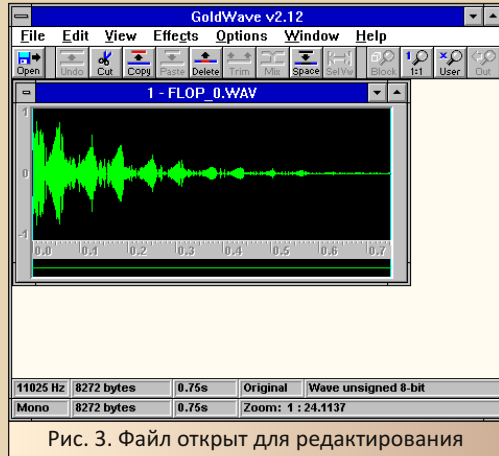 GoldWave v2.12
File Edit View Effects Options Window Help
Open Undo Cut Copy Paste Delete Trim Mix Space SelVw Block 1:1 User Out
1 - FLOP_0.WAV
1
0
-1
0.0 0.1 0.2 0.3 0.4 0.5 0.6 0.7
11025 Hz 8272 bytes 0.75s Original Wave unsigned 8-bit
Mono 8272 bytes 0.75s Zoom: 1 : 24.1137
Рис. 3. Файл открыт для редактирования